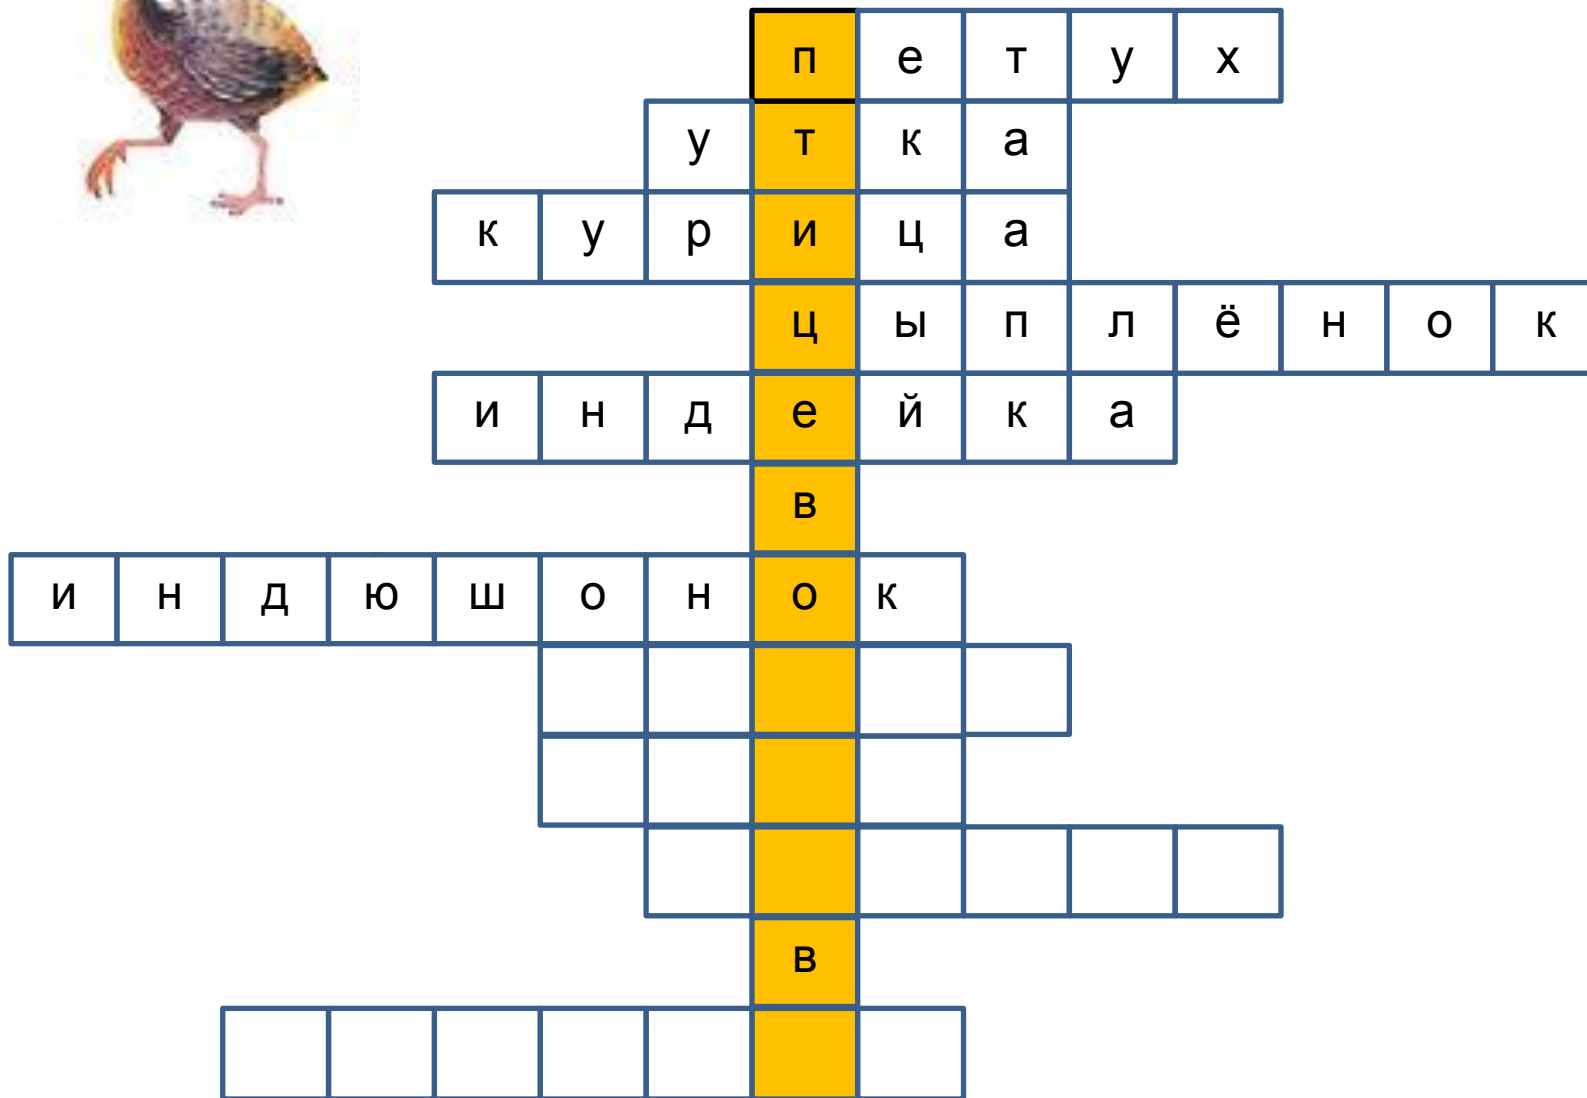 петух
утка
курица
цыплёнок
индейка
в
индюшонок
в